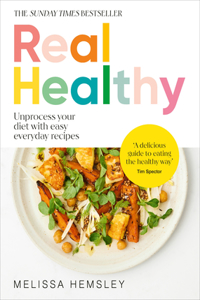 THE SUNDAY TIMES BESTSELLER
Real
Healthy
Unprocess your
diet with easy
everyday recipes
‘A delicious
guide to eating
the healthy way’
Tim Spector
MELISSA HEMSLEY